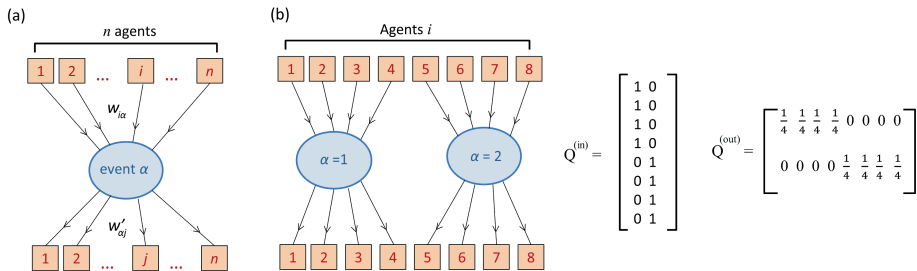 (a)
n agents
1 2 ... i ... n
w_{iα}
event α
w'_{αj}
1 2 ... j ... n
(b)
Agents i
1 2 3 4 5 6 7 8
α =1 α = 2
1 2 3 4 5 6 7 8
Q^{(in)} =
1 0
1 0
1 0
1 0
0 1
0 1
0 1
0 1
Q^{(out)} =
1/4 1/4 1/4 1/4 0 0 0 0
0 0 0 0 1/4 1/4 1/4 1/4